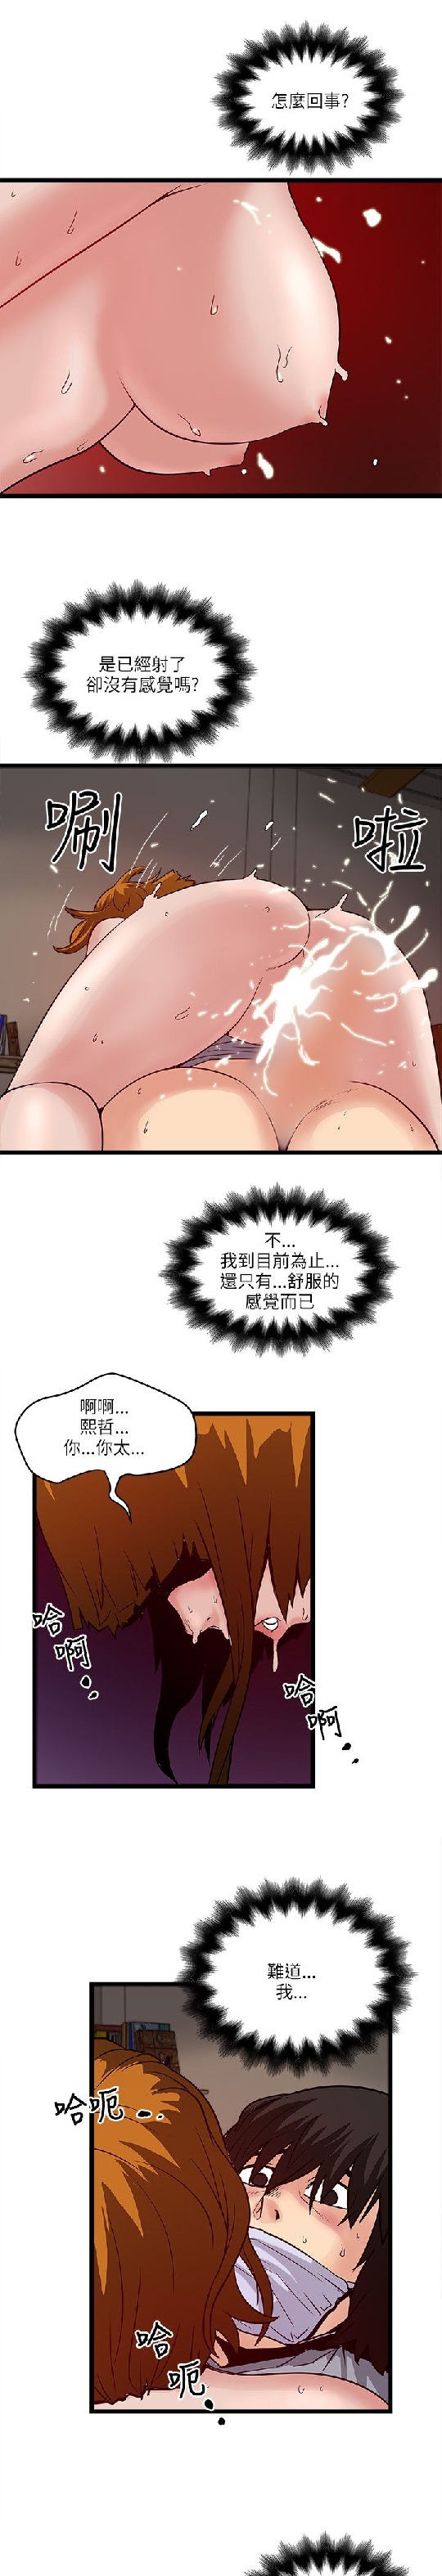 怎麼回事?
是已經射了
卻沒有感覺嗎?
唰
啦
不...
我到目前為止...
還只有...舒服的
感覺而已
啊啊...
熙哲...
你...你太...
哈
啊..
哈
啊..
難道...
我...
哈呃...
哈
呃..